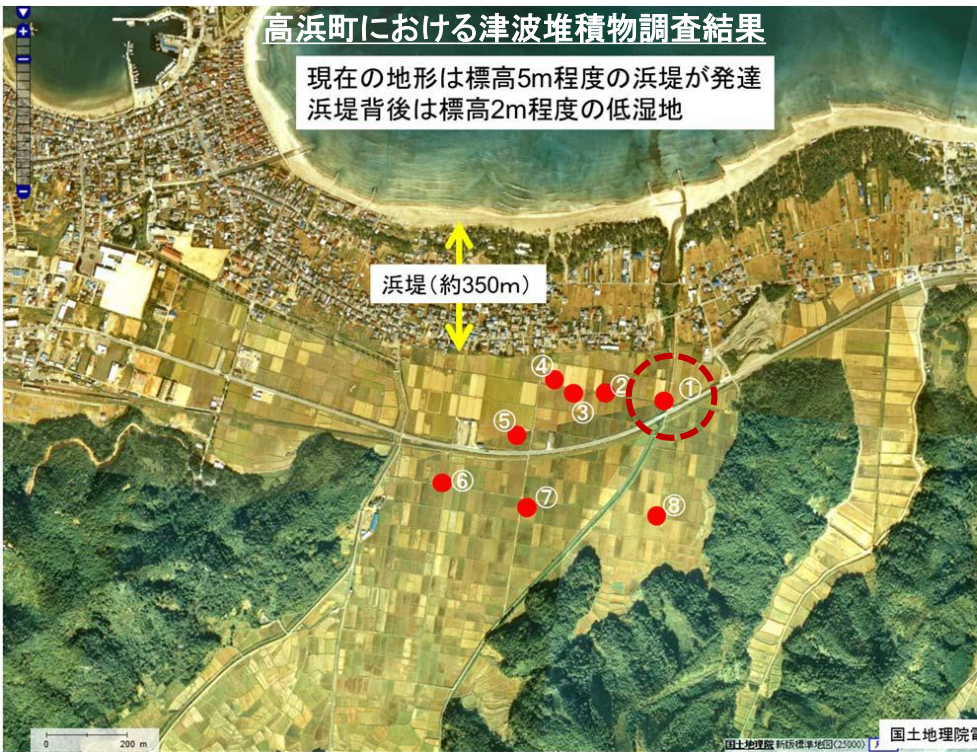 高浜町における津波堆積物調査結果
現在の地形は標高5m程度の浜堤が発達
浜堤背後は標高2m程度の低湿地
浜堤(約350m)
④
②
①
③
⑤
⑥
⑦
⑧
0 200 m
国土地理院 新版標準地図(25000)
国土地理院